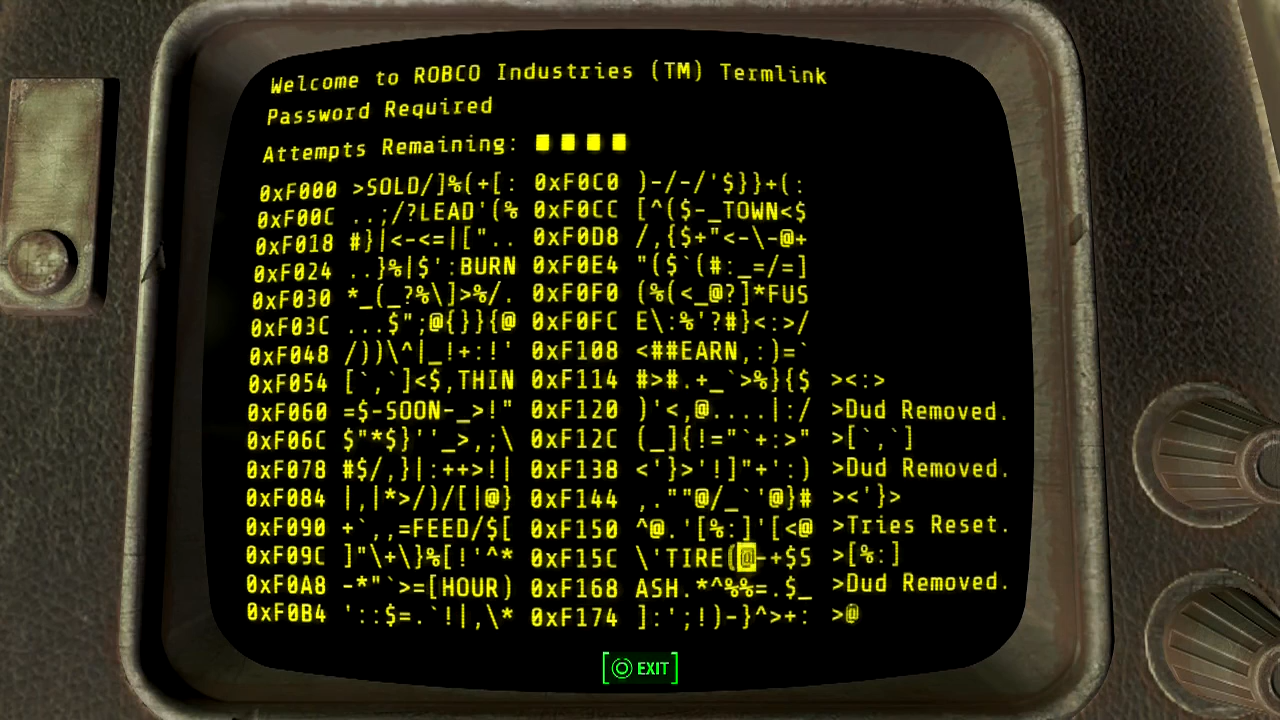 Welcome to ROBCO Industries (TM) Termlink
Password Required
Attempts Remaining: ■ ■ ■ ■
0xF000 >SOLD/]%(+[: 0xF0C0 )-/-/'$}}+(:
0xF00C ..;/?LEAD'(% 0xF0CC [^($-_TOWN<$
0xF018 #}|<-<=|[".. 0xF0D8 /,{$+"<-\-@+
0xF024 ..}%|$':BURN 0xF0E4 "($`(#:_=/=]
0xF030 *_(_?%\]>%/. 0xF0F0 (%(<_@?]*FUS
0xF03C ...$";@{}}{@ 0xF0FC E\:%'?#}<:>/
0xF048 /))\^|_!+:!' 0xF108 <##EARN,:)=`
0xF054 [`,`]<$,THIN 0xF114 #>#.+_`>%}{$ ><:>
0xF060 =$-SOON-_>!" 0xF120 )'<,@....|:/ >Dud Removed.
0xF06C $"*$}''_>,;\ 0xF12C (_]{!="`+:>" >[`,`]
0xF078 #$/,}|:++>!| 0xF138 <'}>'!]"+':) >Dud Removed.
0xF084 |,|*>/)/[|@} 0xF144 ,.""@/_`'@}# ><'}>
0xF090 +`,,=FEED/$[ 0xF150 ^@.'[%:]'[<@ >Tries Reset.
0xF09C ]"\+\}%[!'^* 0xF15C \'TIRE(@-+$S >[%:]
0xF0A8 -*"`>=[HOUR) 0xF168 ASH.*^%%=.$_ >Dud Removed.
0xF0B4 '::$=.`!|,\* 0xF174 ]:';!)-}^>+: >@
[EXIT]